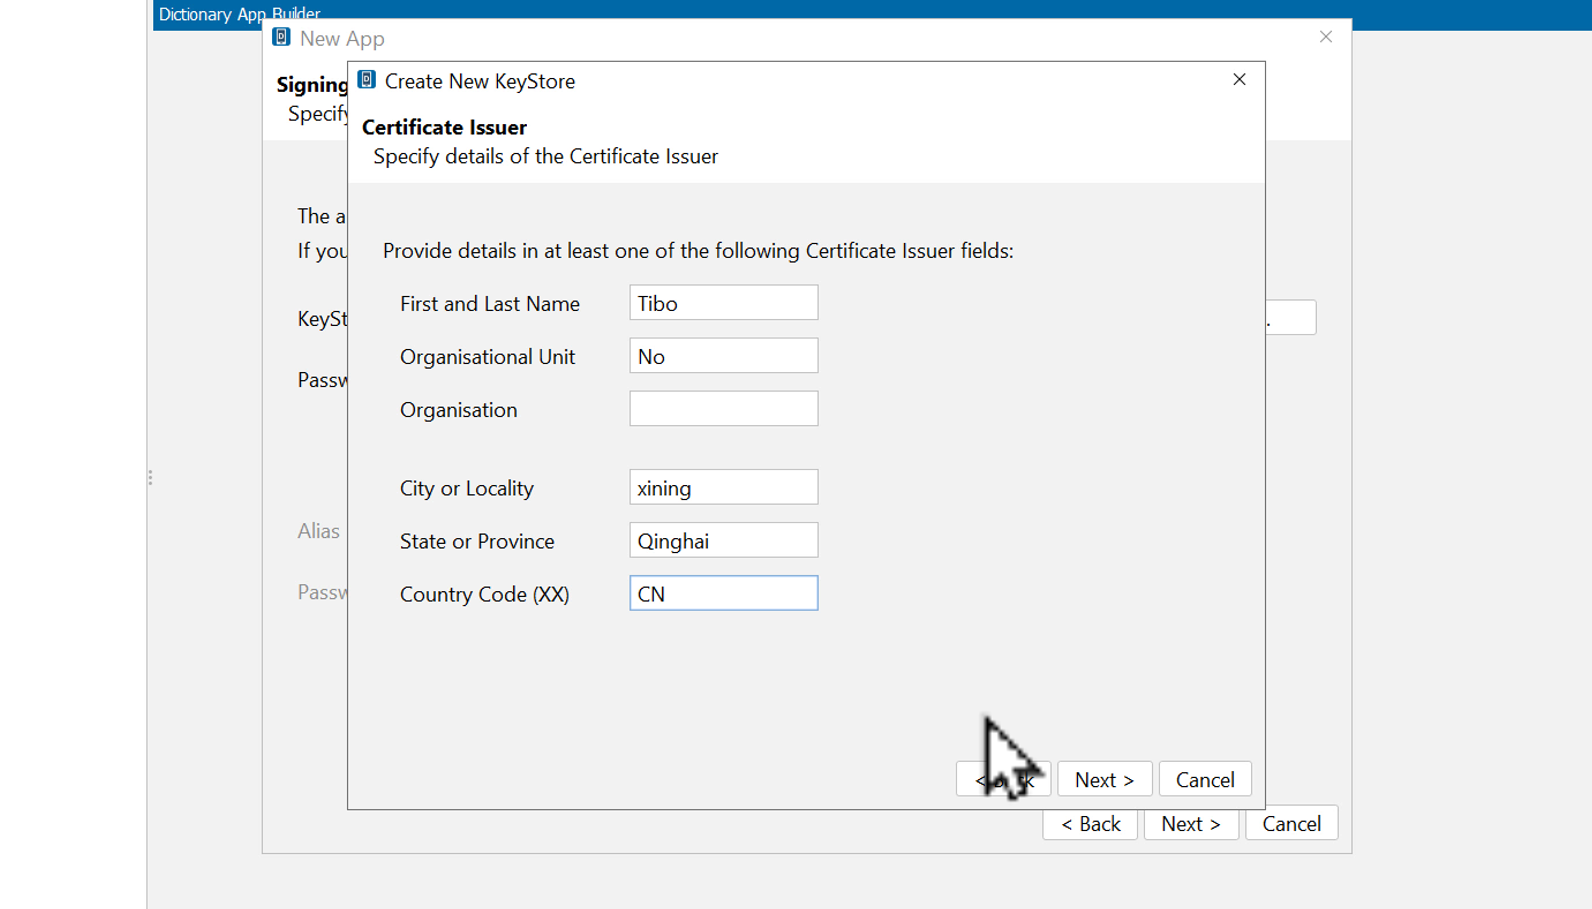 Dictionary App Builder
New App
Signing
Specify
Create New KeyStore
Certificate Issuer
Specify details of the Certificate Issuer
The a
If you
Provide details in at least one of the following Certificate Issuer fields:
First and Last Name Tibo
KeySt
Organisational Unit No
Passw
Organisation
City or Locality xining
Alias
State or Province Qinghai
Passw
Country Code (XX) CN
Next > Cancel
< Back Next > Cancel